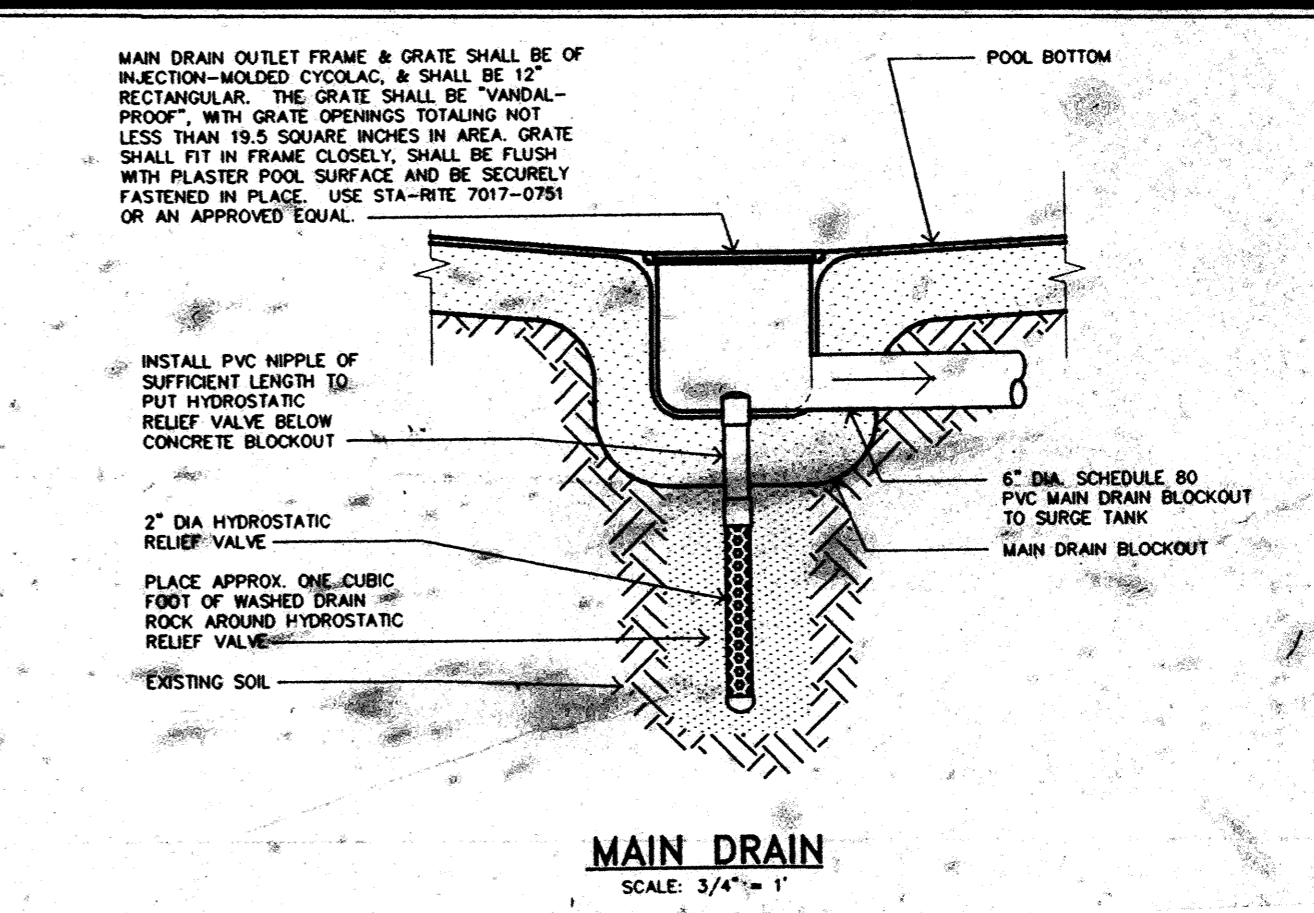 MAIN DRAIN OUTLET FRAME & GRATE SHALL BE OF
INJECTION-MOLDED CYCOLAC, & SHALL BE 12"
RECTANGULAR. THE GRATE SHALL BE "VANDAL-
PROOF", WITH GRATE OPENINGS TOTALING NOT
LESS THAN 19.5 SQUARE INCHES IN AREA. GRATE
SHALL FIT IN FRAME CLOSELY, SHALL BE FLUSH
WITH PLASTER POOL SURFACE AND BE SECURELY
FASTENED IN PLACE. USE STA-RITE 7017-0751
OR AN APPROVED EQUAL.
POOL BOTTOM
INSTALL PVC NIPPLE OF
SUFFICIENT LENGTH TO
PUT HYDROSTATIC
RELIEF VALVE BELOW
CONCRETE BLOCKOUT
2" DIA HYDROSTATIC
RELIEF VALVE
PLACE APPROX. ONE CUBIC
FOOT OF WASHED DRAIN
ROCK AROUND HYDROSTATIC
RELIEF VALVE
EXISTING SOIL
6" DIA. SCHEDULE 80
PVC MAIN DRAIN BLOCKOUT
TO SURGE TANK
MAIN DRAIN BLOCKOUT
MAIN DRAIN
SCALE: 3/4" = 1'